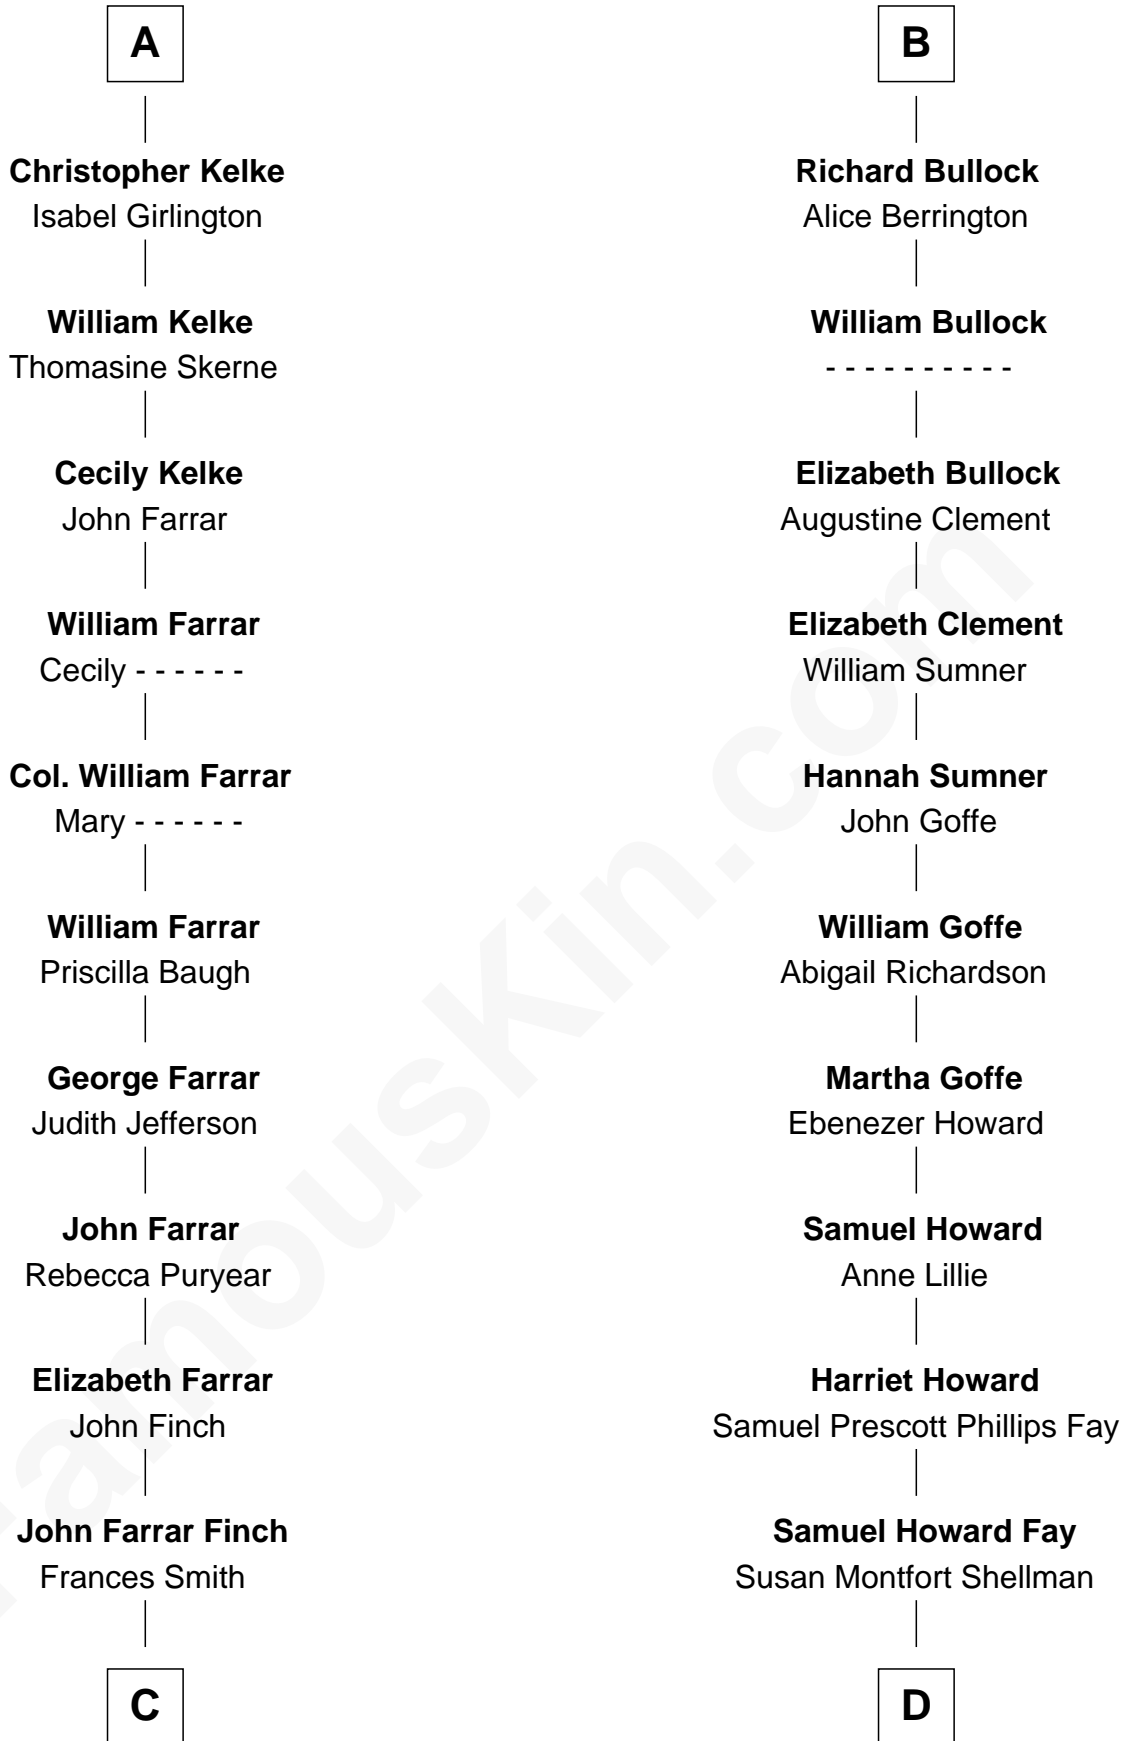 A
Christopher Kelke
Isabel Girlington
William Kelke
Thomasine Skerne
Cecily Kelke
John Farrar
William Farrar
Cecily - - - - - -
Col. William Farrar
Mary - - - - - -
William Farrar
Priscilla Baugh
George Farrar
Judith Jefferson
John Farrar
Rebecca Puryear
Elizabeth Farrar
John Finch
John Farrar Finch
Frances Smith
C
B
Richard Bullock
Alice Berrington
William Bullock
- - - - - - - - - -
Elizabeth Bullock
Augustine Clement
Elizabeth Clement
William Sumner
Hannah Sumner
John Goffe
William Goffe
Abigail Richardson
Martha Goffe
Ebenezer Howard
Samuel Howard
Anne Lillie
Harriet Howard
Samuel Prescott Phillips Fay
Samuel Howard Fay
Susan Montfort Shellman
D
FamousKin.com